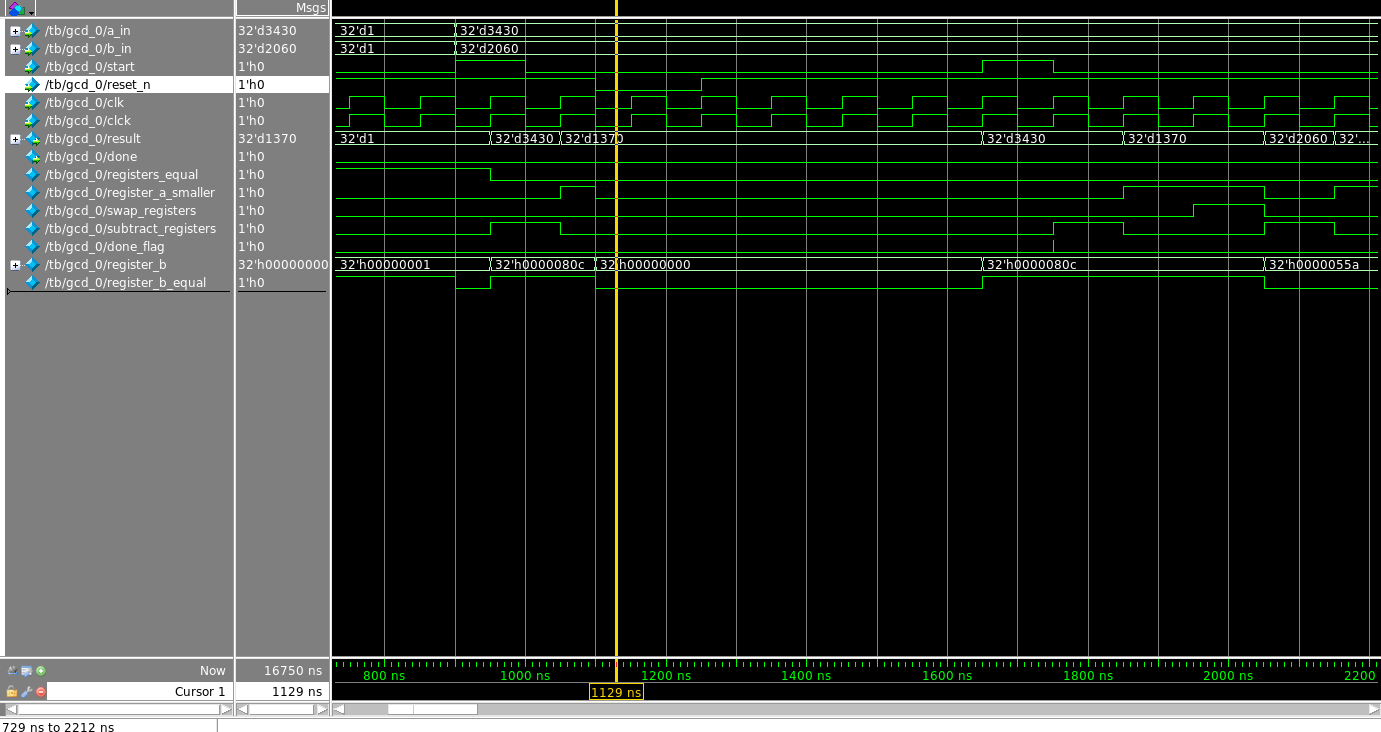 Msgs
/tb/gcd_0/a_in 32'd3430 32'd1 32'd3430
/tb/gcd_0/b_in 32'd2060 32'd1 32'd2060
/tb/gcd_0/start 1'h0
/tb/gcd_0/reset_n 1'h0
/tb/gcd_0/clk 1'h0
/tb/gcd_0/clck 1'h0
/tb/gcd_0/result 32'd1370 32'd1 32'd3430 32'd1370 32'd3430 32'd1370 32'd2060 32'...
/tb/gcd_0/done 1'h0
/tb/gcd_0/registers_equal 1'h0
/tb/gcd_0/register_a_smaller 1'h0
/tb/gcd_0/swap_registers 1'h0
/tb/gcd_0/subtract_registers 1'h0
/tb/gcd_0/done_flag 1'h0
/tb/gcd_0/register_b 32'h00000000 32'h00000001 32'h0000080c 32'h00000000 32'h0000080c 32'h0000055a
/tb/gcd_0/register_b_equal 1'h0
Now 16750 ns 800 ns 1000 ns 1200 ns 1400 ns 1600 ns 1800 ns 2000 ns 2200
Cursor 1 1129 ns 1129 ns
729 ns to 2212 ns